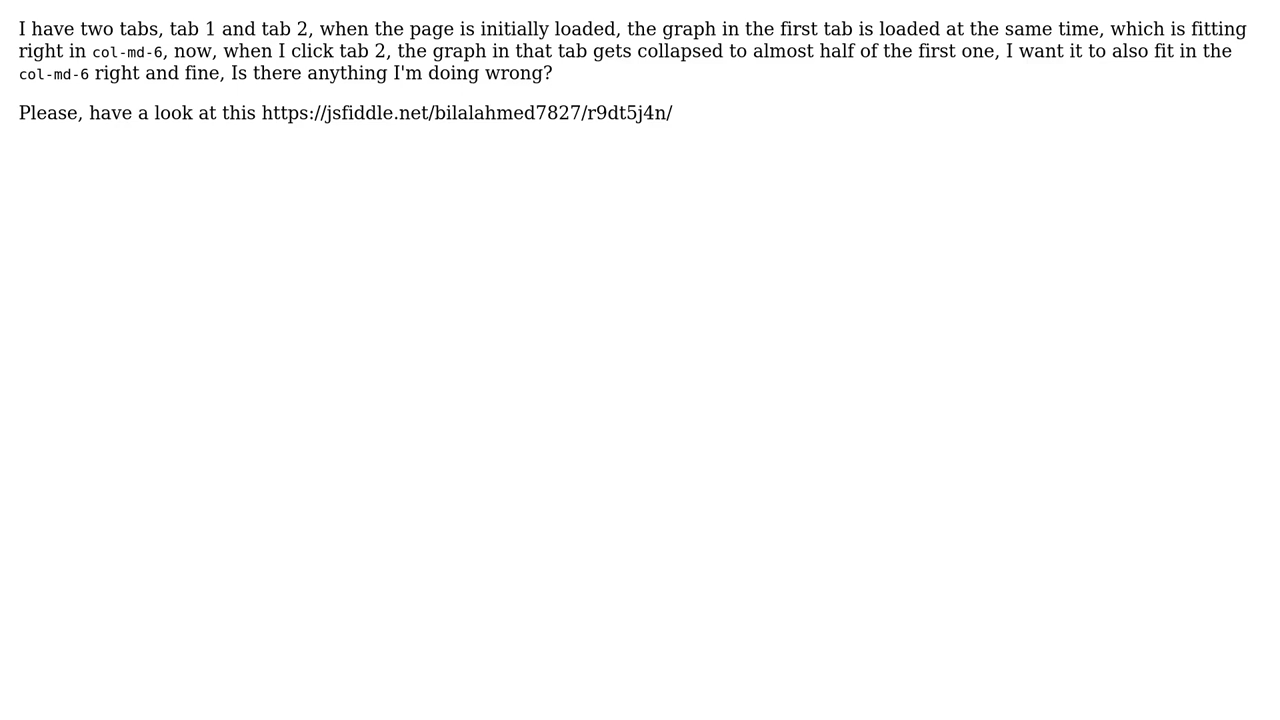 I have two tabs, tab 1 and tab 2, when the page is initially loaded, the graph in the first tab is loaded at the same time, which is fitting
right in col-md-6, now, when I click tab 2, the graph in that tab gets collapsed to almost half of the first one, I want it to also fit in the
col-md-6 right and fine, Is there anything I'm doing wrong?
Please, have a look at this https://jsfiddle.net/bilalahmed7827/r9dt5j4n/